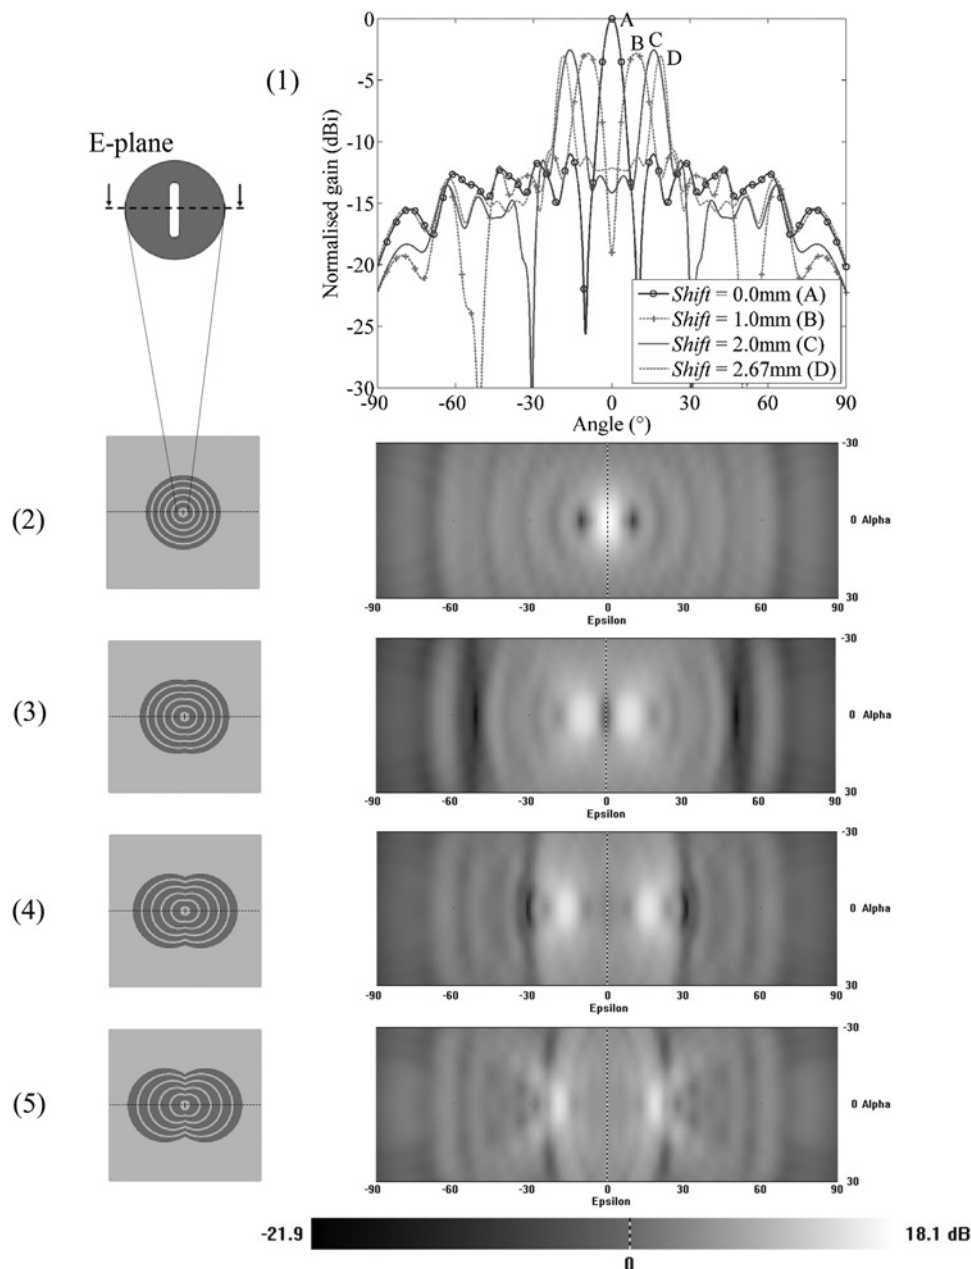 (1)
E-plane
Normalised gain (dBi)
0
-5
-10
-15
-20
-25
-30
A
B
C
D
Shift = 0.0mm (A)
Shift = 1.0mm (B)
Shift = 2.0mm (C)
Shift = 2.67mm (D)
-90 -60 -30 0 30 60 90
Angle (°)
(2)
-30
0 Alpha
30
-90 -60 -30 0 30 60 90
Epsilon
(3)
-30
0 Alpha
30
-90 -60 -30 0 30 60 90
Epsilon
(4)
-30
0 Alpha
30
-90 -60 -30 0 30 60 90
Epsilon
(5)
-30
0 Alpha
30
-90 -60 -30 0 30 60 90
Epsilon
-21.9 18.1 dB
0